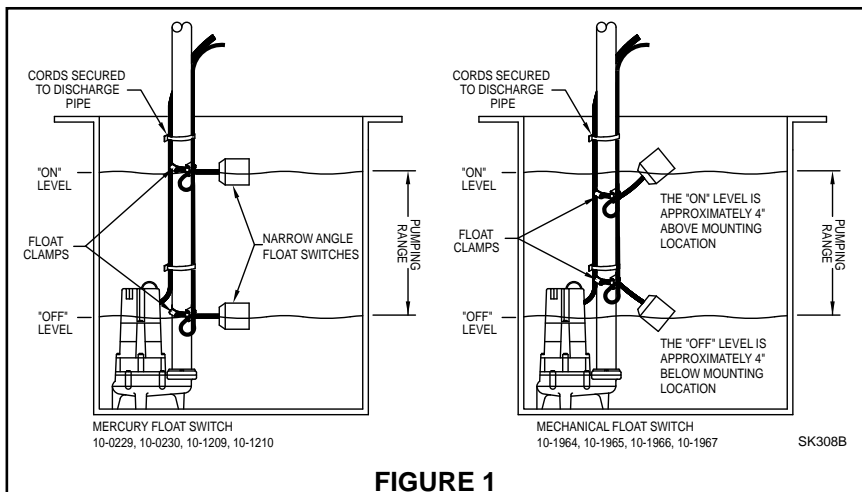 CORDS SECURED
TO DISCHARGE
PIPE
"ON"
LEVEL
FLOAT
CLAMPS
NARROW ANGLE
FLOAT SWITCHES
PUMPING
RANGE
"OFF"
LEVEL
MERCURY FLOAT SWITCH
10-0229, 10-0230, 10-1209, 10-1210
CORDS SECURED
TO DISCHARGE
PIPE
"ON"
LEVEL
THE "ON" LEVEL IS
APPROXIMATELY 4"
ABOVE MOUNTING
LOCATION
FLOAT
CLAMPS
PUMPING
RANGE
"OFF"
LEVEL
THE "OFF" LEVEL IS
APPROXIMATELY 4"
BELOW MOUNTING
LOCATION
MECHANICAL FLOAT SWITCH
10-1964, 10-1965, 10-1966, 10-1967
SK308B
FIGURE 1